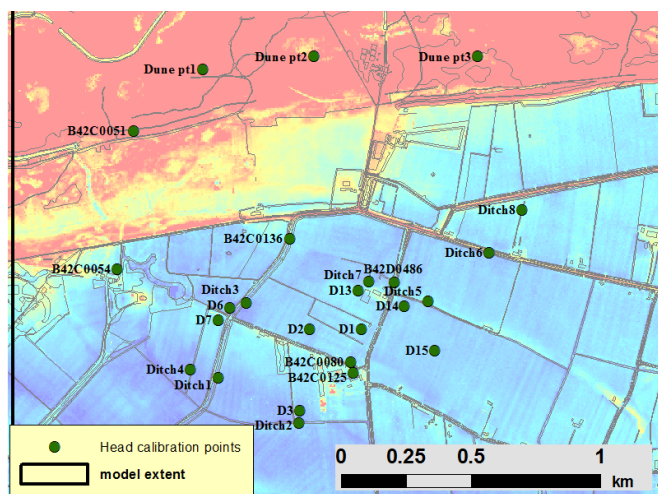 Dune pt1
Dune pt2
Dune pt3
B42C0051
Ditch8
B42C0136
Ditch6
B42C0054
Ditch7
B42D0486
Ditch3
D13
Ditch5
D6
D14
D7
D2
D1
D15
B42C0080
Ditch4
B42C0125
Ditch1
D3
Ditch2
Head calibration points
model extent
0
0.25
0.5
1
km